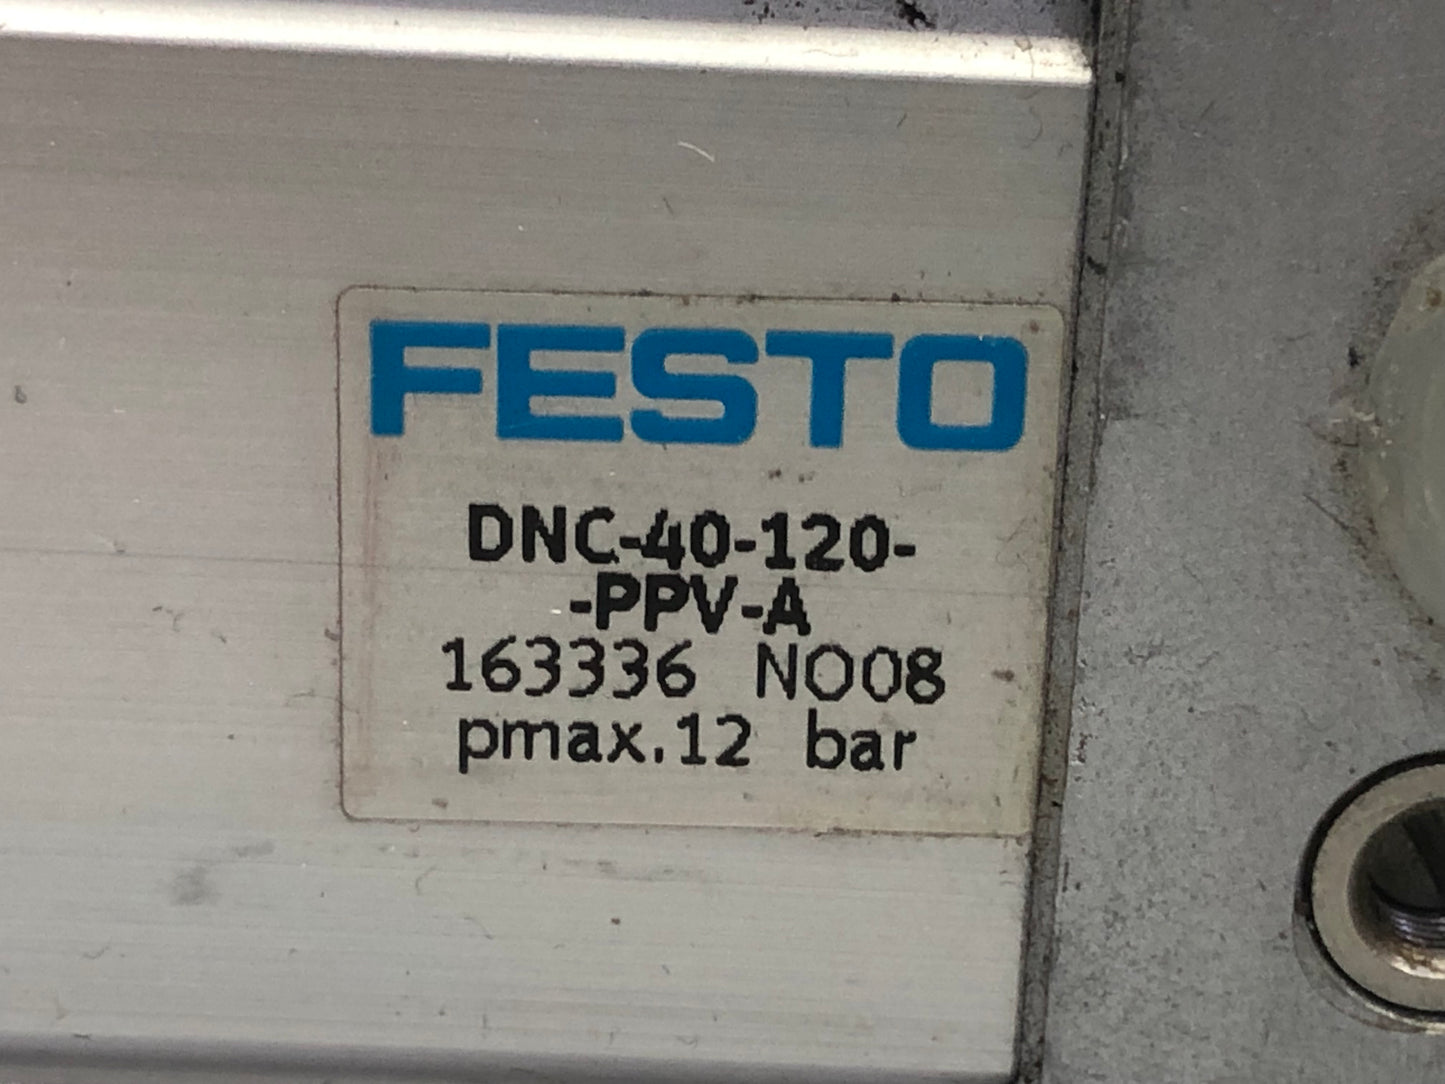 FESTO
DNC-40-120-
-PPV-A
163336 NO08
pmax.12 bar